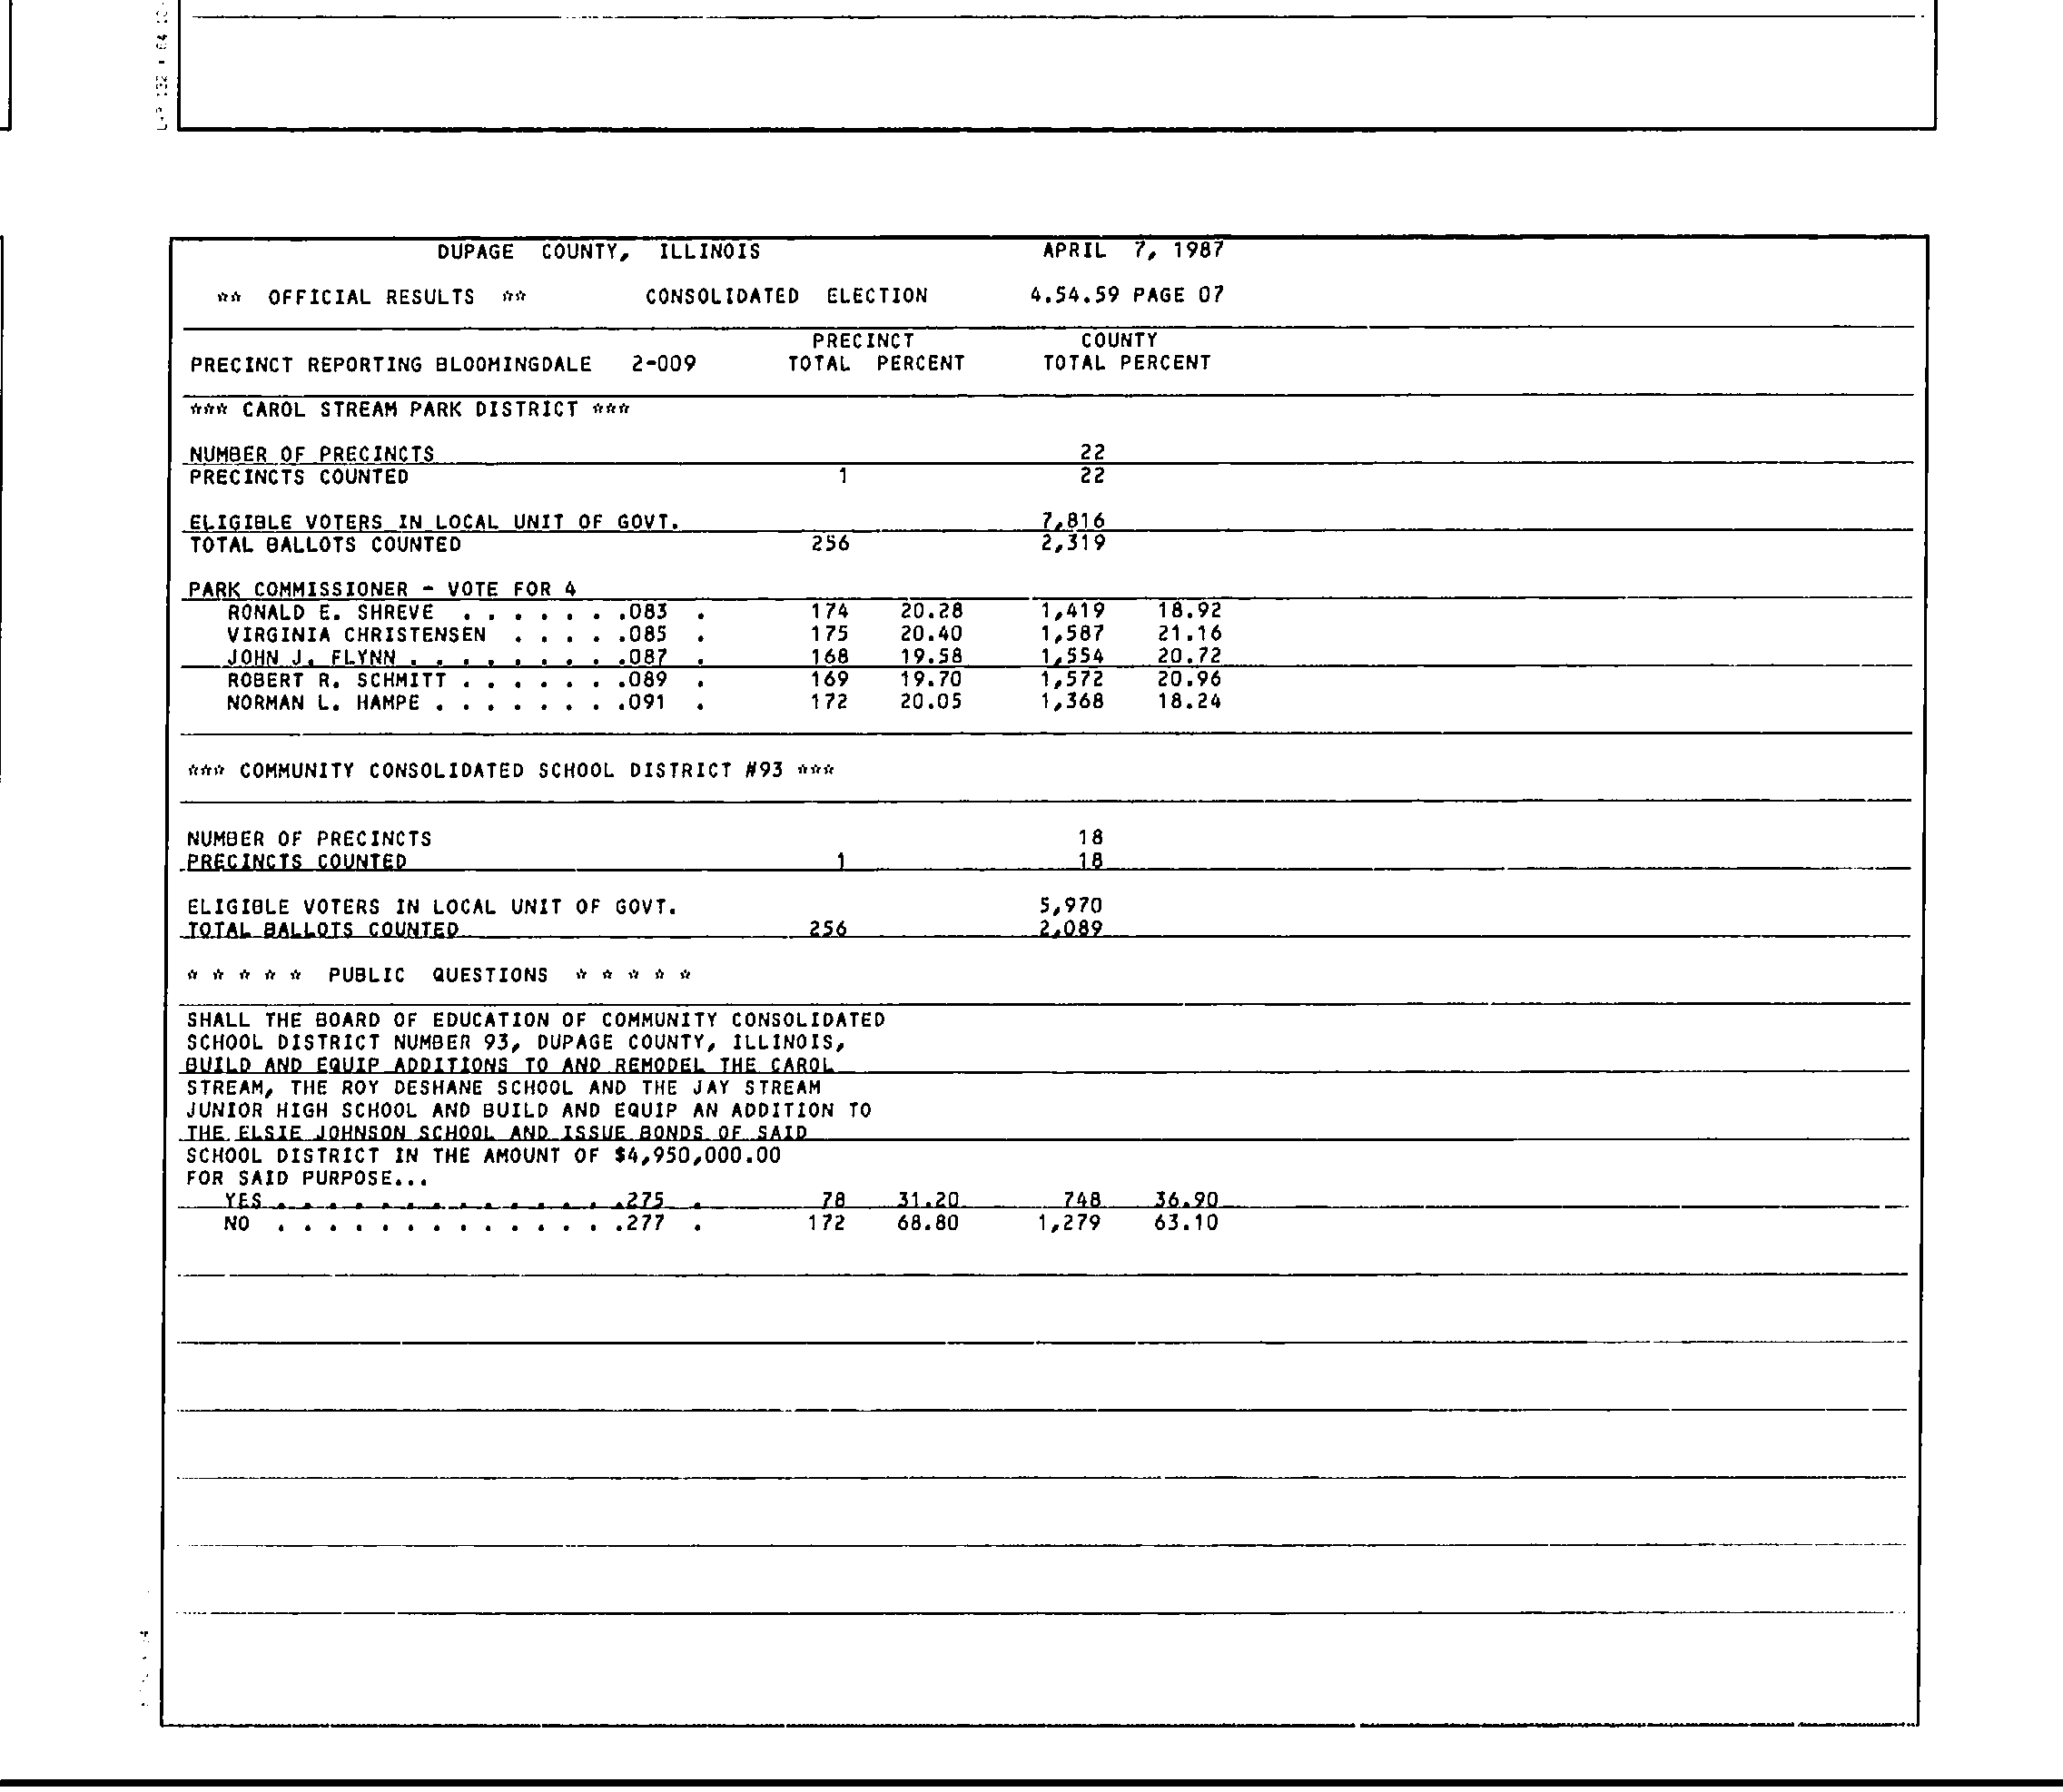 DUPAGE COUNTY, ILLINOIS APRIL 7, 1987
** OFFICIAL RESULTS ** CONSOLIDATED ELECTION 4.54.59 PAGE 07
PRECINCT COUNTY
PRECINCT REPORTING BLOOMINGDALE 2-009 TOTAL PERCENT TOTAL PERCENT
*** CAROL STREAM PARK DISTRICT ***
NUMBER OF PRECINCTS 22
PRECINCTS COUNTED 1 22
ELIGIBLE VOTERS IN LOCAL UNIT OF GOVT. 7,816
TOTAL BALLOTS COUNTED 256 2,319
PARK COMMISSIONER - VOTE FOR 4
RONALD E. SHREVE . . . . . . .083 . 174 20.28 1,419 18.92
VIRGINIA CHRISTENSEN . . . . .085 . 175 20.40 1,587 21.16
JOHN J. FLYNN . . . . . . . . .087 . 168 19.58 1,554 20.72
ROBERT R. SCHMITT . . . . . . .089 . 169 19.70 1,572 20.96
NORMAN L. HAMPE . . . . . . . .091 . 172 20.05 1,368 18.24
*** COMMUNITY CONSOLIDATED SCHOOL DISTRICT #93 ***
NUMBER OF PRECINCTS 18
PRECINCTS COUNTED 1 18
ELIGIBLE VOTERS IN LOCAL UNIT OF GOVT. 5,970
TOTAL BALLOTS COUNTED 256 2,089
* * * * * PUBLIC QUESTIONS * * * * *
SHALL THE BOARD OF EDUCATION OF COMMUNITY CONSOLIDATED
SCHOOL DISTRICT NUMBER 93, DUPAGE COUNTY, ILLINOIS,
BUILD AND EQUIP ADDITIONS TO AND REMODEL THE CAROL
STREAM, THE ROY DESHANE SCHOOL AND THE JAY STREAM
JUNIOR HIGH SCHOOL AND BUILD AND EQUIP AN ADDITION TO
THE ELSIE JOHNSON SCHOOL AND ISSUE BONDS OF SAID
SCHOOL DISTRICT IN THE AMOUNT OF $4,950,000.00
FOR SAID PURPOSE...
YES . . . . . . . . . . . . . .275 . 78 31.20 748 36.90
NO . . . . . . . . . . . . . .277 . 172 68.80 1,279 63.10